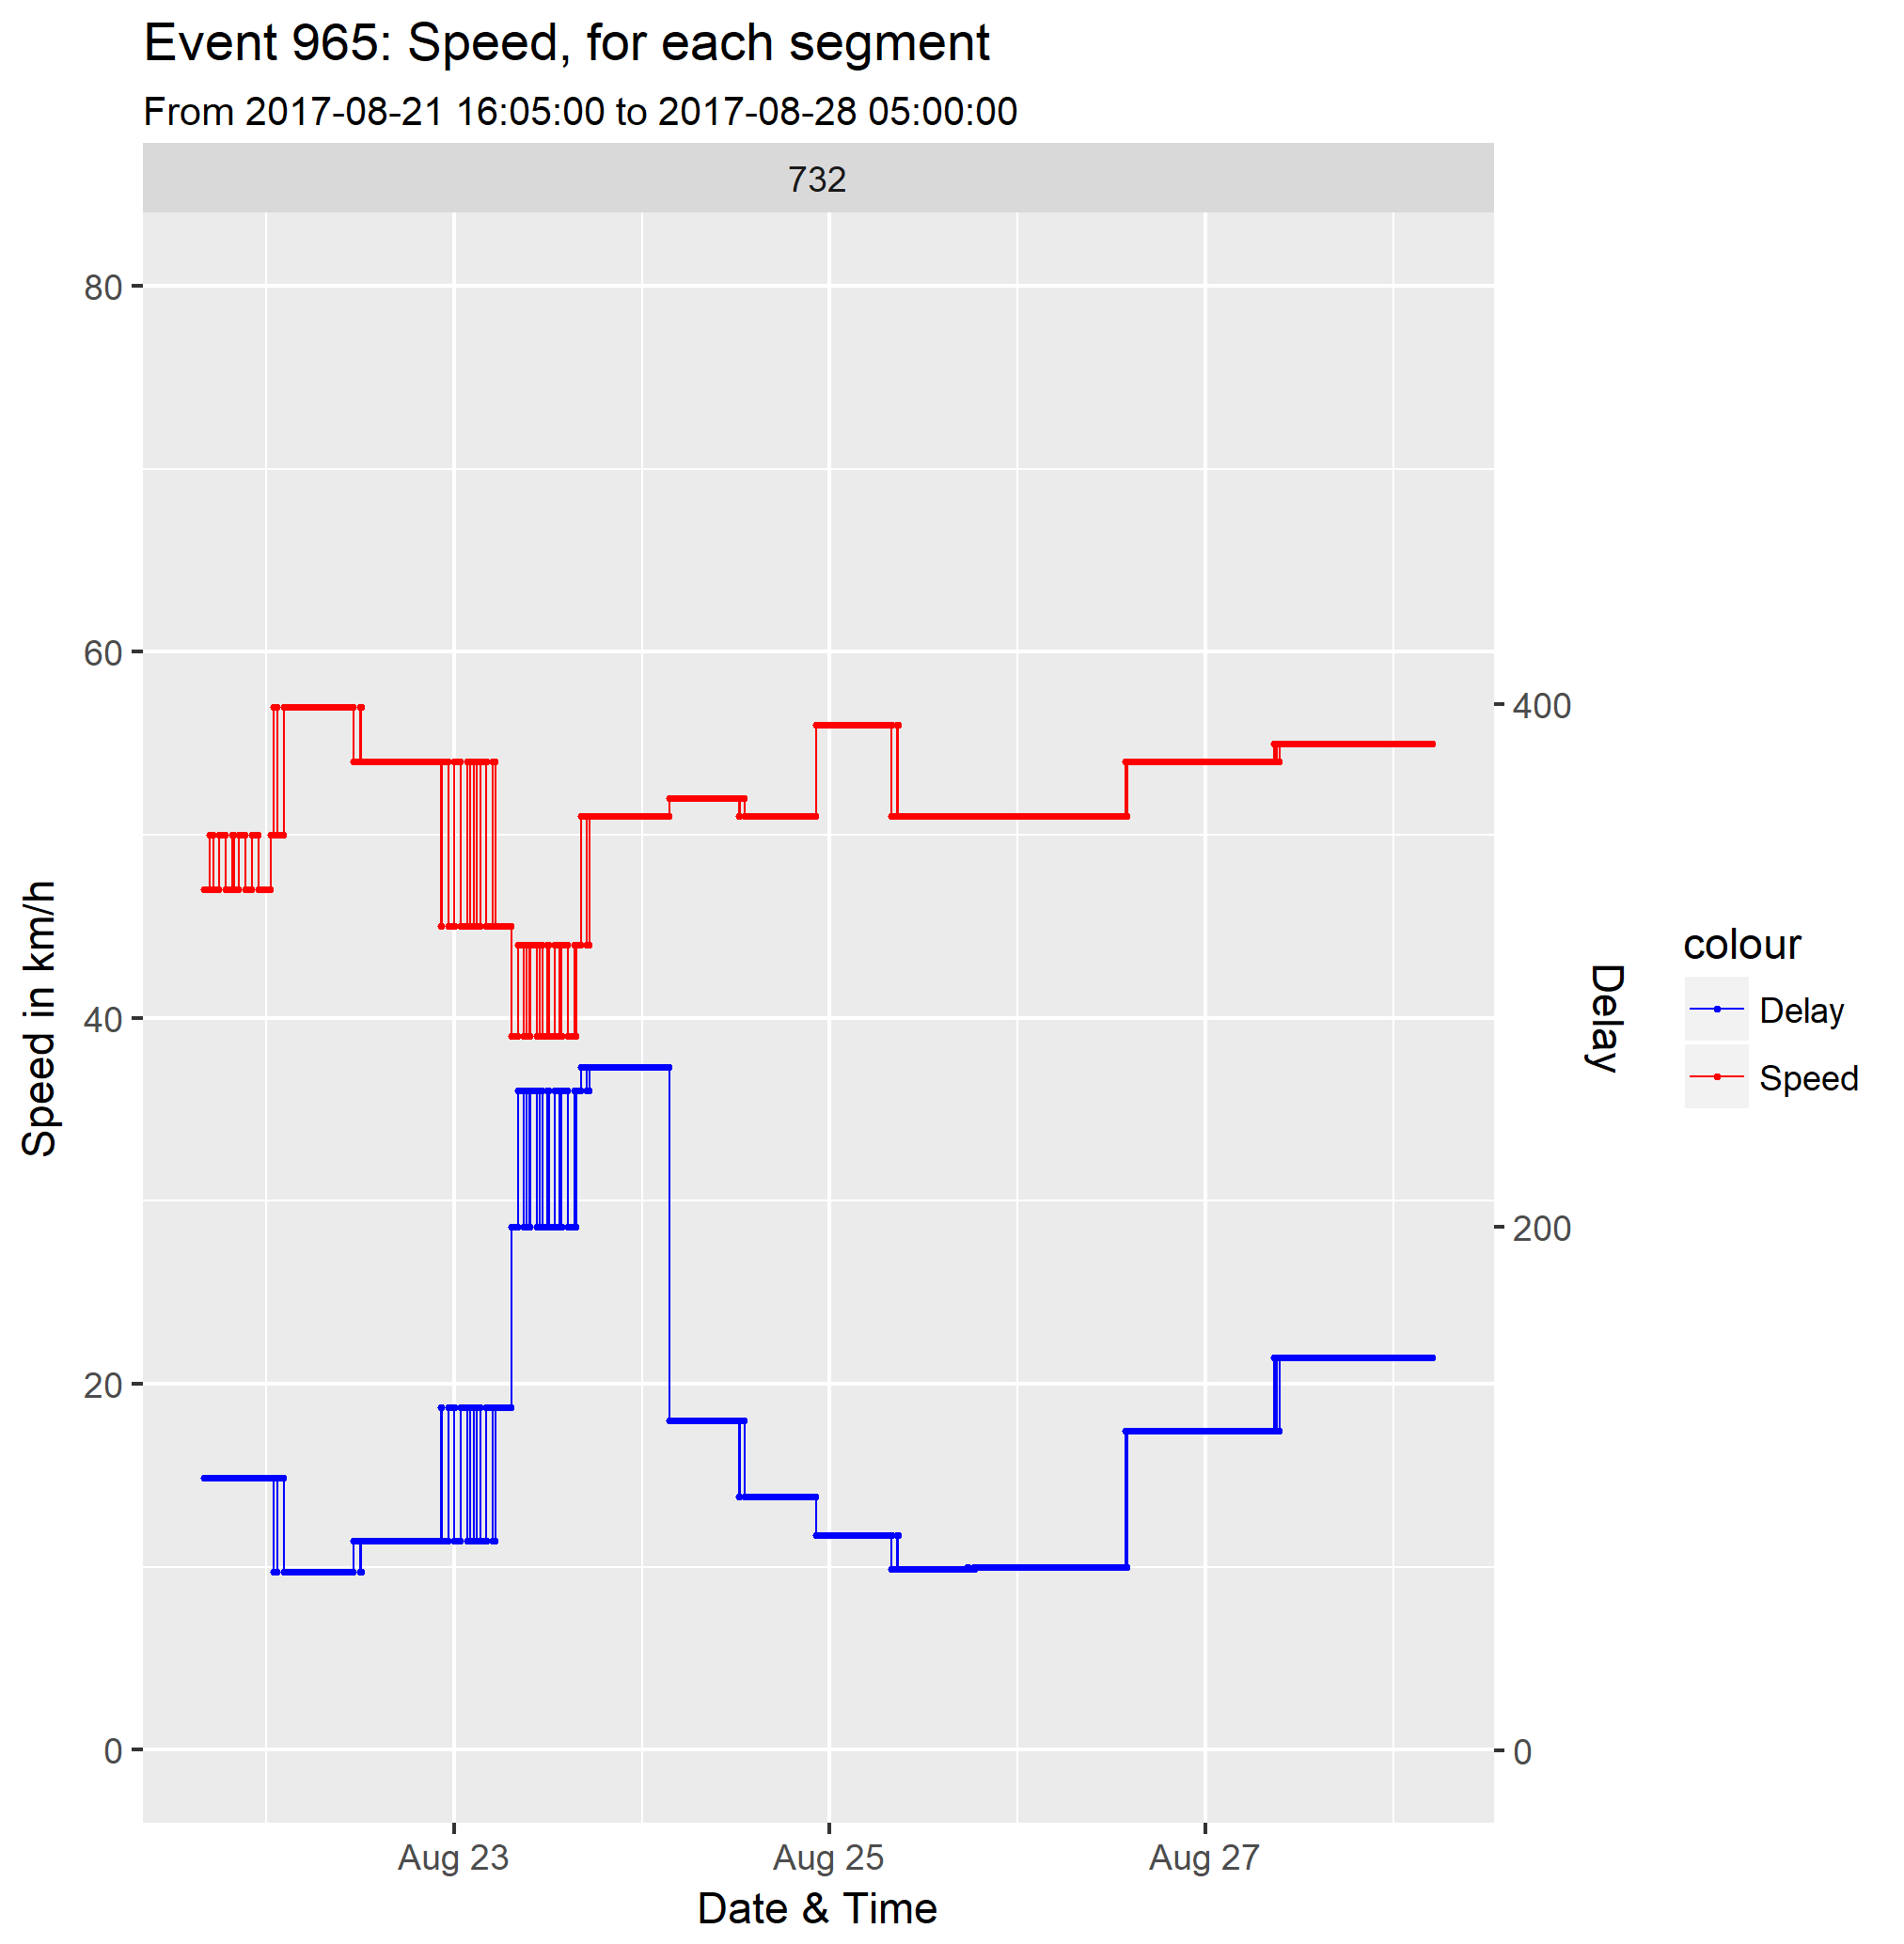 Event 965: Speed, for each segment
From 2017-08-21 16:05:00 to 2017-08-28 05:00:00
732
80
60
40
20
0
Speed in km/h
400
200
0
Delay
colour
Delay
Speed
Aug 23
Aug 25
Aug 27
Date & Time